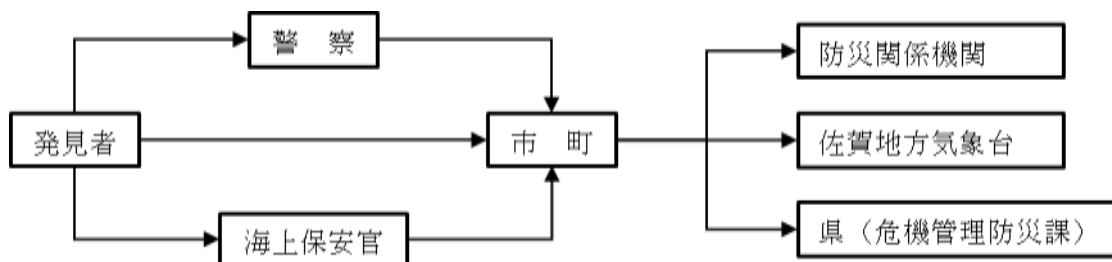 警 察
防災関係機関
発見者
市 町
佐賀地方気象台
海上保安官
県（危機管理防災課）